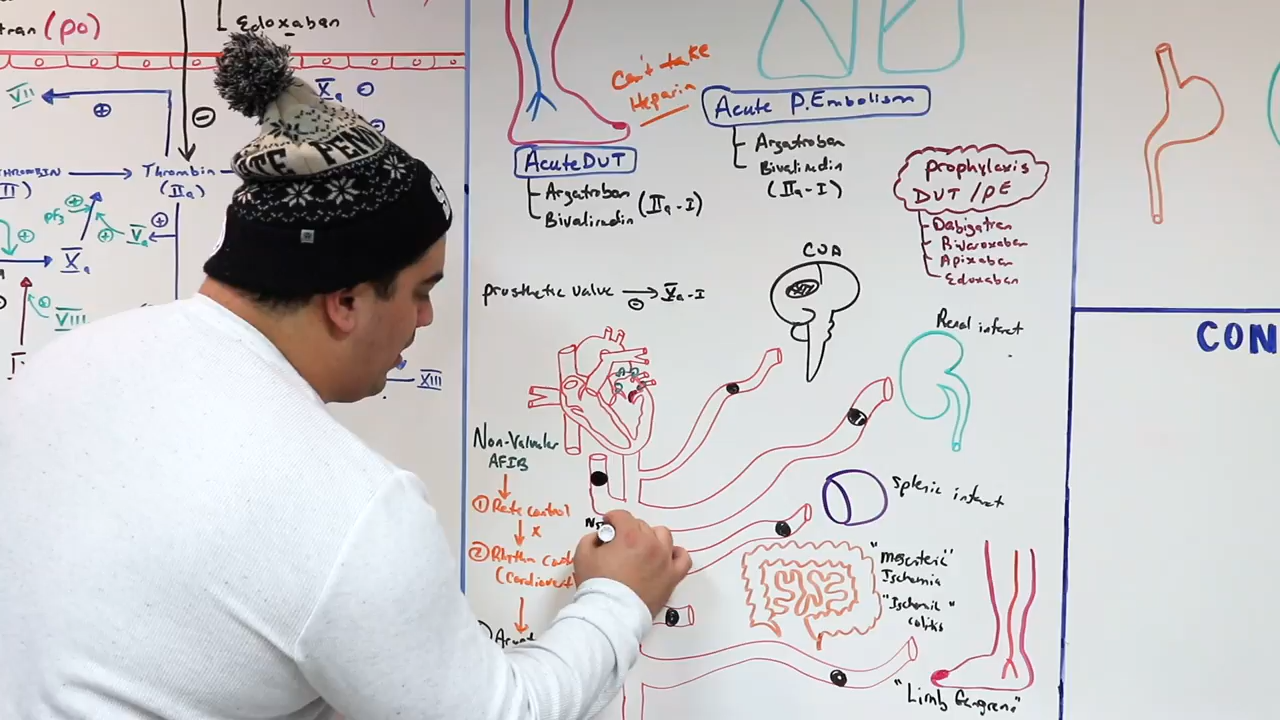 tran (po)
Edoxaban
VII
Xa
THROMBIN
Thrombin
(IIa)
pf3
Va
Xa
VIII
XIII
Can't take
Heparin
Acute DVT
Argatroban
Bivalirudin (IIa-I)
Acute P.Embolism
Argatroban
Bivalirudin
(IIa-I)
prophylaxis
DVT/PE
Dabigatran
Rivaroxaban
Apixaban
Edoxaban
prosthetic valve → Xa-I
CVA
Renal infarct
Non-Valvular
AFIB
① Rate control
x
② Rhythm
Splenic infarct
"Mesenteric"
Ischemia
"Ischemic"
colitis
"Limb Gangrene"
CON